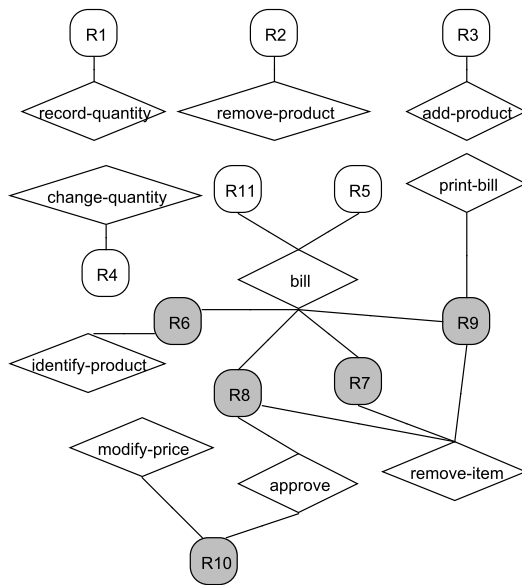 R1
R2
R3
record-quantity
remove-product
add-product
change-quantity
R11
R5
print-bill
R4
bill
R6
R9
identify-product
R8
R7
modify-price
approve
remove-item
R10